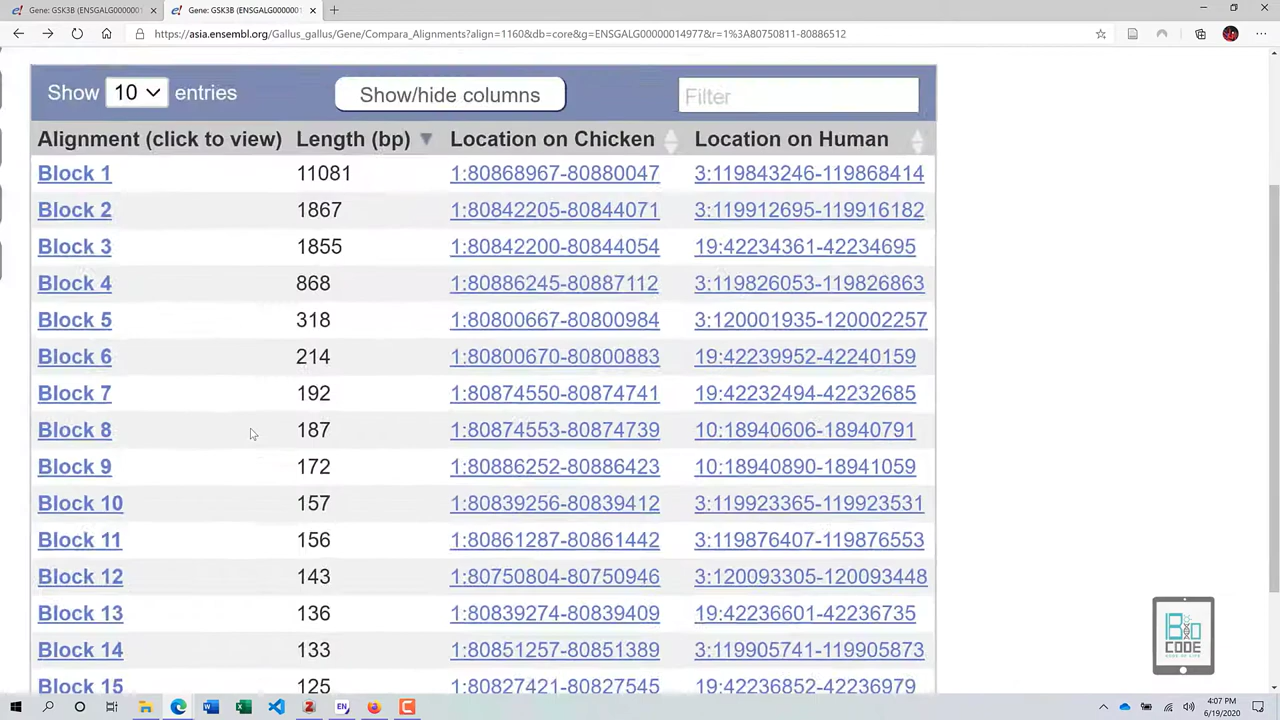 Gene: GSK3B (ENSGALG0000001
Gene: GSK3B (ENSGALG0000001
https://asia.ensembl.org/Gallus_gallus/Gene/Compara_Alignments?align=1160&db=core&g=ENSGALG00000014977&r=1%3A80750811-80886512
Show 10 entries Show/hide columns Filter
Alignment (click to view) Length (bp) Location on Chicken Location on Human
Block 1 11081 1:80868967-80880047 3:119843246-119868414
Block 2 1867 1:80842205-80844071 3:119912695-119916182
Block 3 1855 1:80842200-80844054 19:42234361-42234695
Block 4 868 1:80886245-80887112 3:119826053-119826863
Block 5 318 1:80800667-80800984 3:120001935-120002257
Block 6 214 1:80800670-80800883 19:42239952-42240159
Block 7 192 1:80874550-80874741 19:42232494-42232685
Block 8 187 1:80874553-80874739 10:18940606-18940791
Block 9 172 1:80886252-80886423 10:18940890-18941059
Block 10 157 1:80839256-80839412 3:119923365-119923531
Block 11 156 1:80861287-80861442 3:119876407-119876553
Block 12 143 1:80750804-80750946 3:120093305-120093448
Block 13 136 1:80839274-80839409 19:42236601-42236735
Block 14 133 1:80851257-80851389 3:119905741-119905873
Block 15 125 1:80827421-80827545 19:42236852-42236979
CODE
CODE OF LIFE
EN
4:07 PM
6/19/2020